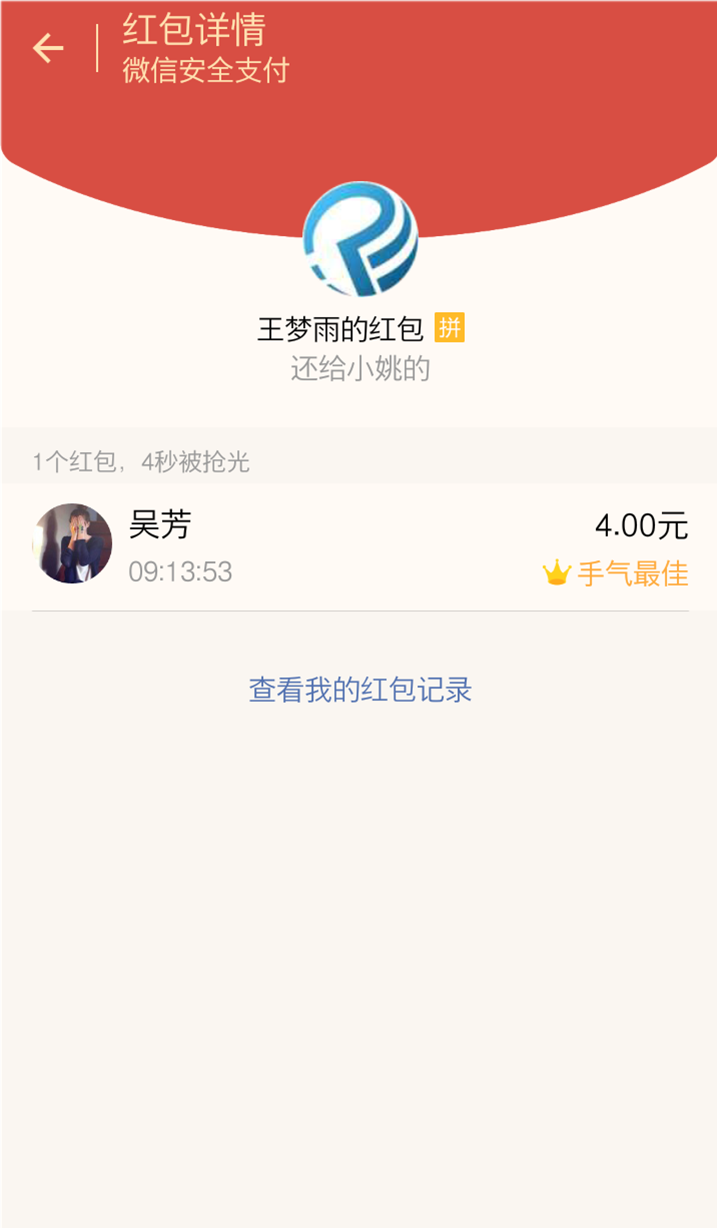 红包详情
微信安全支付
王梦雨的红包 拼
还给小姚的
1个红包，4秒被抢光
吴芳
4.00元
09:13:53
手气最佳
查看我的红包记录